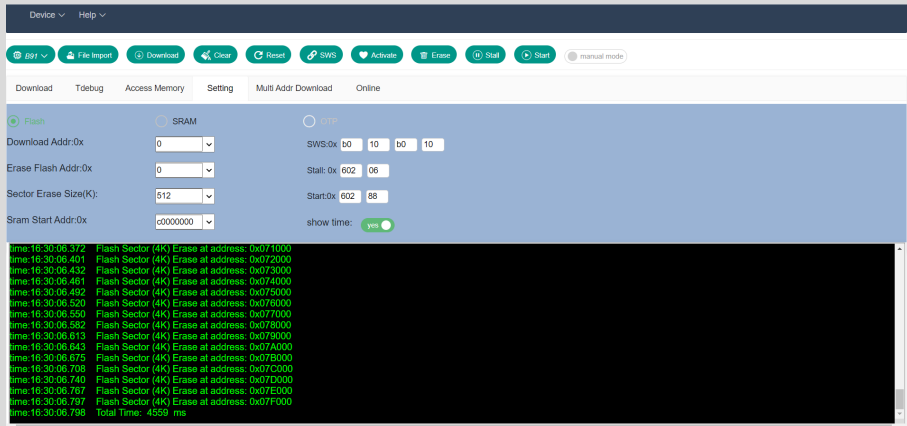 Device Help
B91 File Import Download Clear Reset SWS Activate Erase Stall Start manual mode
Download Tdebug Access Memory Setting Multi Addr Download Online
Flash SRAM OTP
Download Addr:0x 0 SWS:0x b0 10 b0 10
Erase Flash Addr:0x 0 Stall: 0x 602 06
Sector Erase Size(K): 512 Start:0x 602 88
Sram Start Addr:0x c0000000 show time: yes
time:16:30:06.372 Flash Sector (4K) Erase at address: 0x071000
time:16:30:06.401 Flash Sector (4K) Erase at address: 0x072000
time:16:30:06.432 Flash Sector (4K) Erase at address: 0x073000
time:16:30:06.461 Flash Sector (4K) Erase at address: 0x074000
time:16:30:06.492 Flash Sector (4K) Erase at address: 0x075000
time:16:30:06.520 Flash Sector (4K) Erase at address: 0x076000
time:16:30:06.550 Flash Sector (4K) Erase at address: 0x077000
time:16:30:06.582 Flash Sector (4K) Erase at address: 0x078000
time:16:30:06.613 Flash Sector (4K) Erase at address: 0x079000
time:16:30:06.643 Flash Sector (4K) Erase at address: 0x07A000
time:16:30:06.675 Flash Sector (4K) Erase at address: 0x07B000
time:16:30:06.708 Flash Sector (4K) Erase at address: 0x07C000
time:16:30:06.740 Flash Sector (4K) Erase at address: 0x07D000
time:16:30:06.767 Flash Sector (4K) Erase at address: 0x07E000
time:16:30:06.797 Flash Sector (4K) Erase at address: 0x07F000
time:16:30:06.798 Total Time: 4559 ms